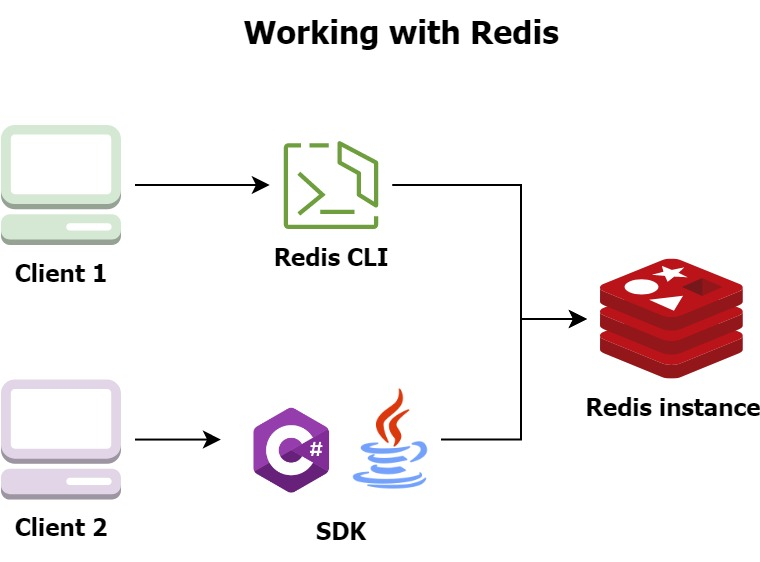 Working with Redis
Client 1
Redis CLI
Redis instance
Client 2
C#
SDK